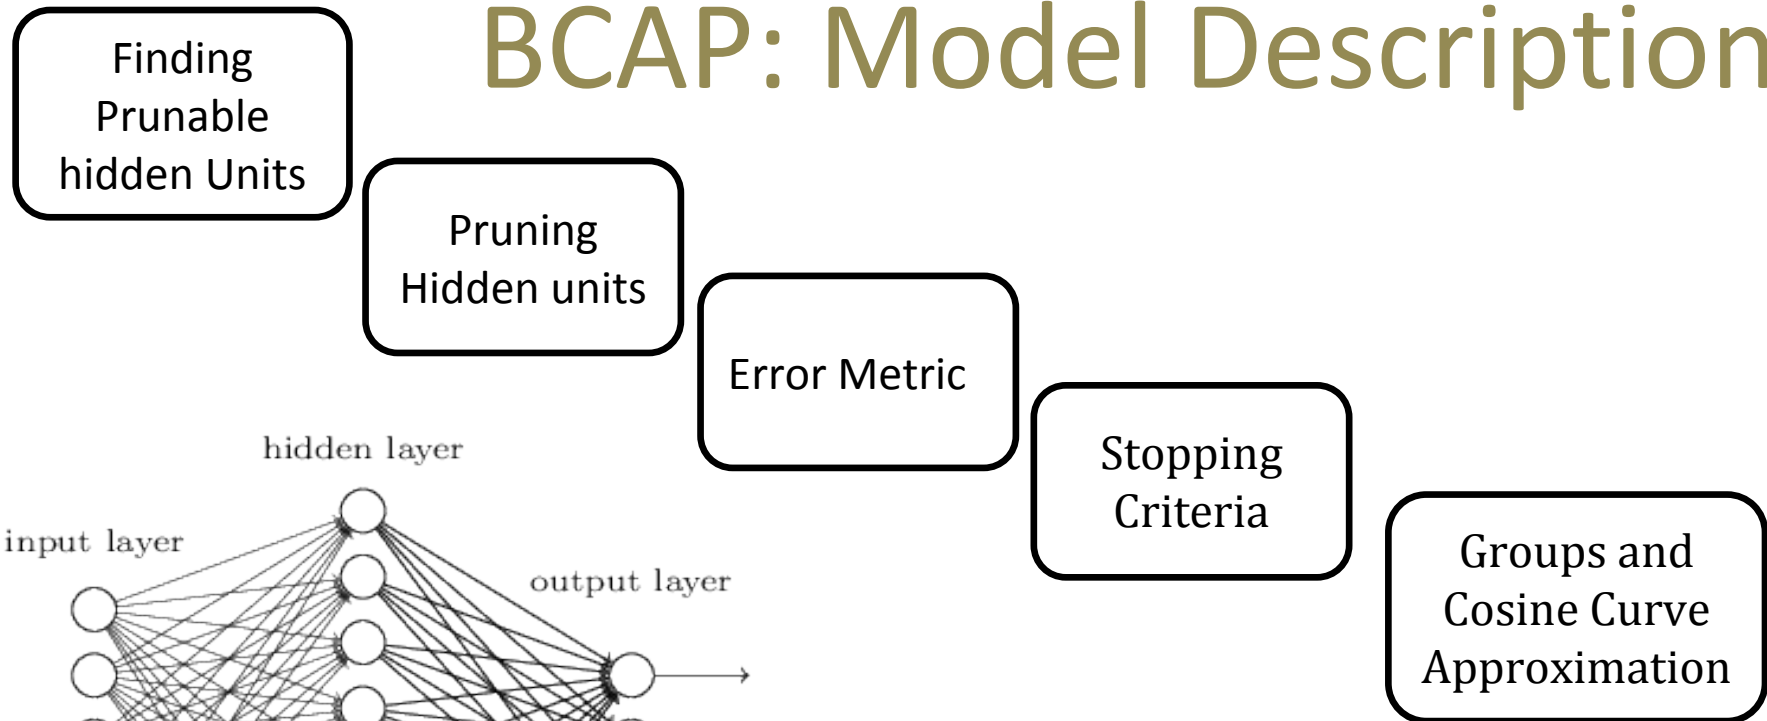 BCAP: Model Description
Finding
Prunable
hidden Units
Pruning
Hidden units
Error Metric
Stopping
Criteria
Groups and
Cosine Curve
Approximation
hidden layer
input layer
output layer